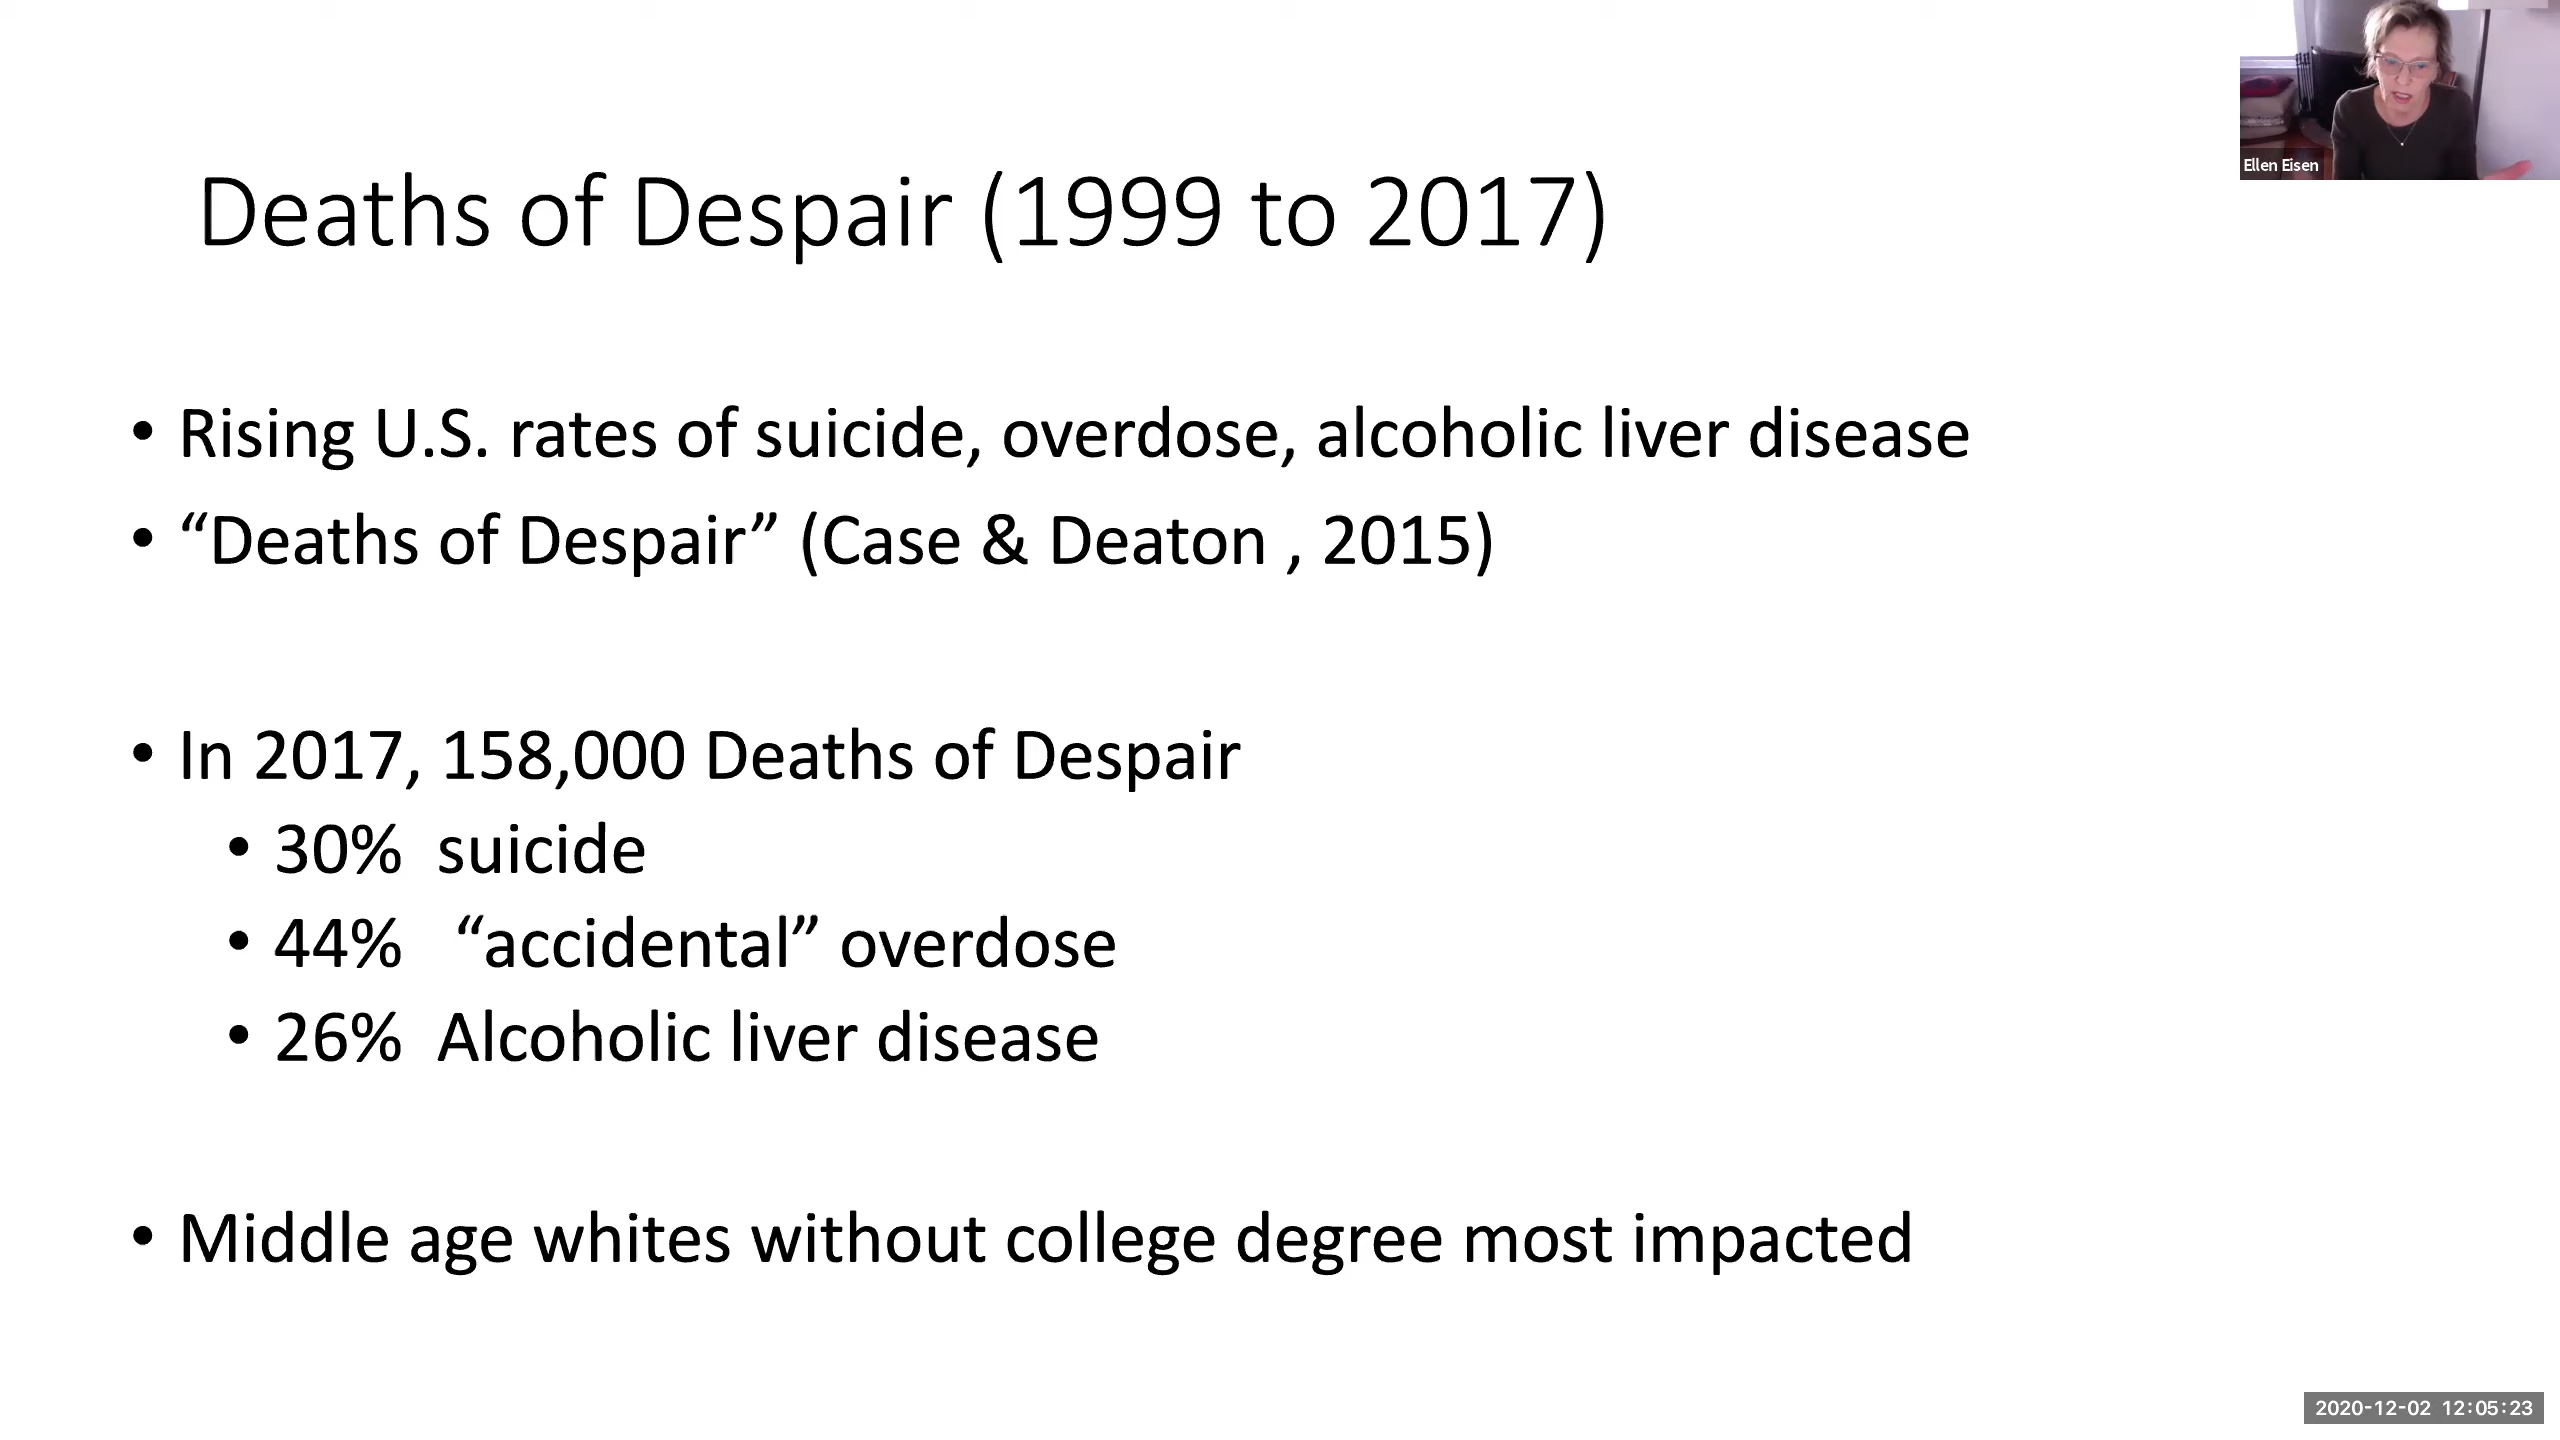 Ellen Eisen
Deaths of Despair (1999 to 2017)
• Rising U.S. rates of suicide, overdose, alcoholic liver disease
• “Deaths of Despair” (Case & Deaton , 2015)
• In 2017, 158,000 Deaths of Despair
• 30% suicide
• 44% “accidental” overdose
• 26% Alcoholic liver disease
• Middle age whites without college degree most impacted
2020-12-02 12:05:23